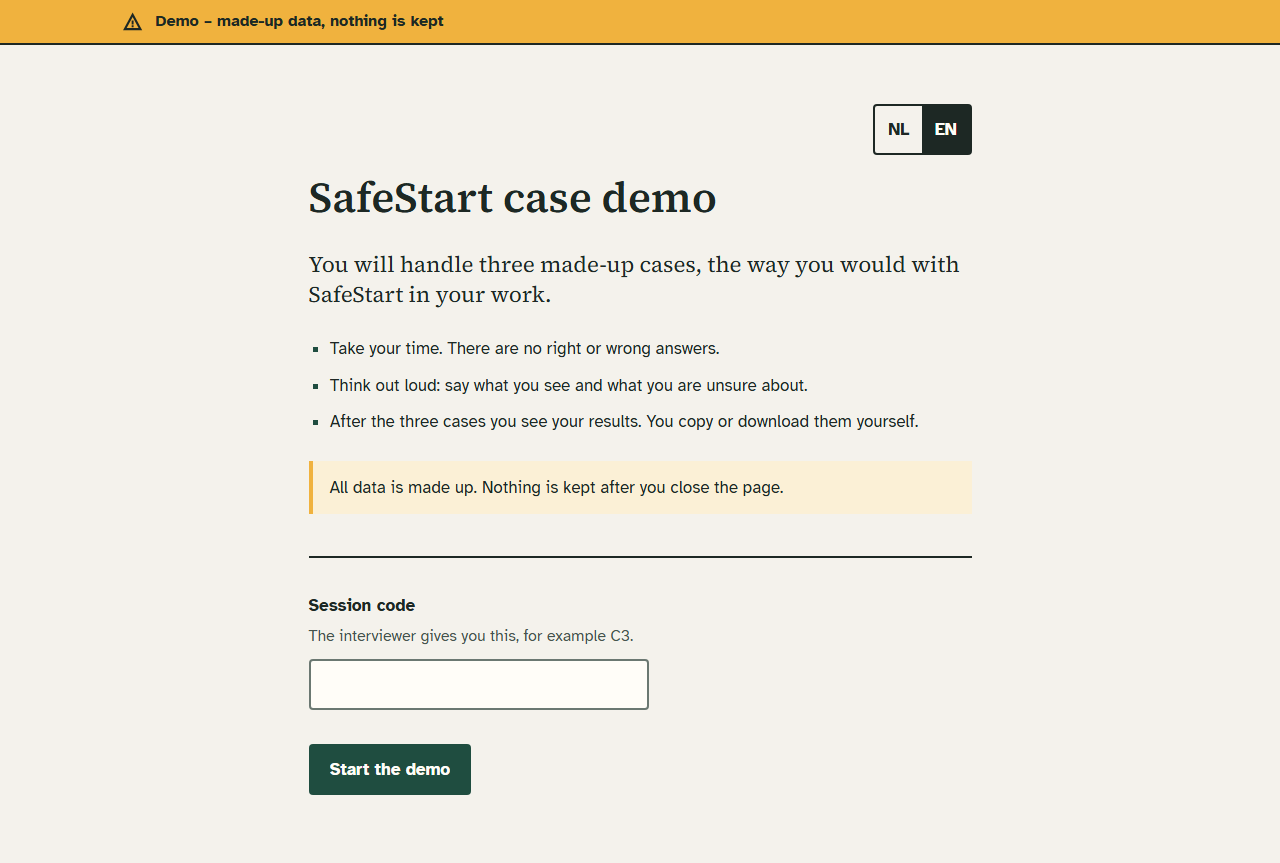 Demo – made-up data, nothing is kept
NL EN
SafeStart case demo
You will handle three made-up cases, the way you would with
SafeStart in your work.
Take your time. There are no right or wrong answers.
Think out loud: say what you see and what you are unsure about.
After the three cases you see your results. You copy or download them yourself.
All data is made up. Nothing is kept after you close the page.
Session code
The interviewer gives you this, for example C3.
Start the demo